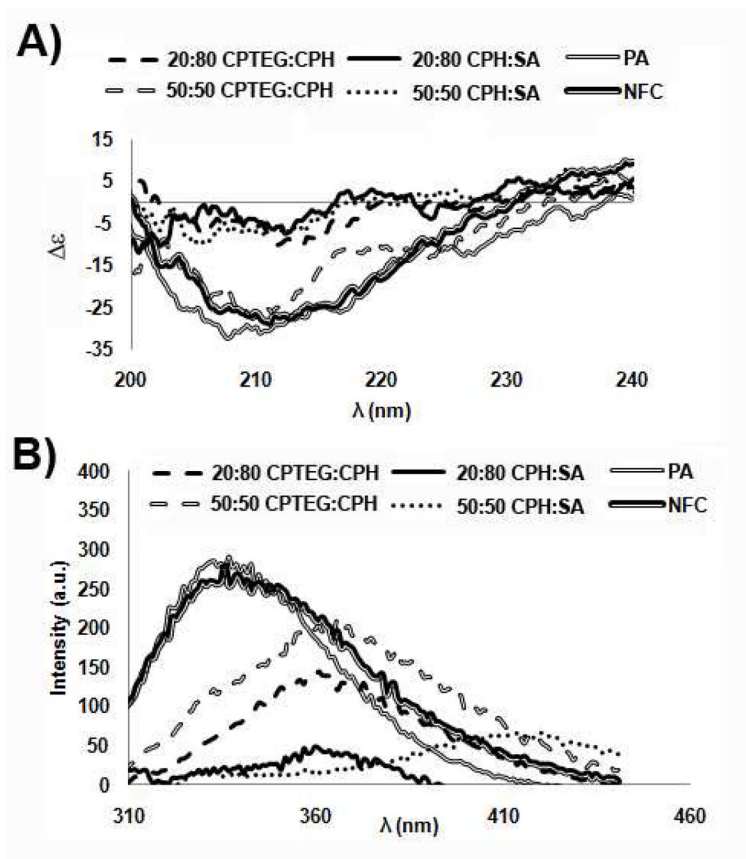 A)
20:80 CPTEG:CPH 20:80 CPH:SA PA
50:50 CPTEG:CPH 50:50 CPH:SA NFC
15
5
-5
-15
-25
-35
Δε
200 210 220 230 240
λ (nm)
B)
20:80 CPTEG:CPH 20:80 CPH:SA PA
50:50 CPTEG:CPH 50:50 CPH:SA NFC
400
350
300
250
200
150
100
50
0
Intensity (a.u.)
310 360 410 460
λ (nm)